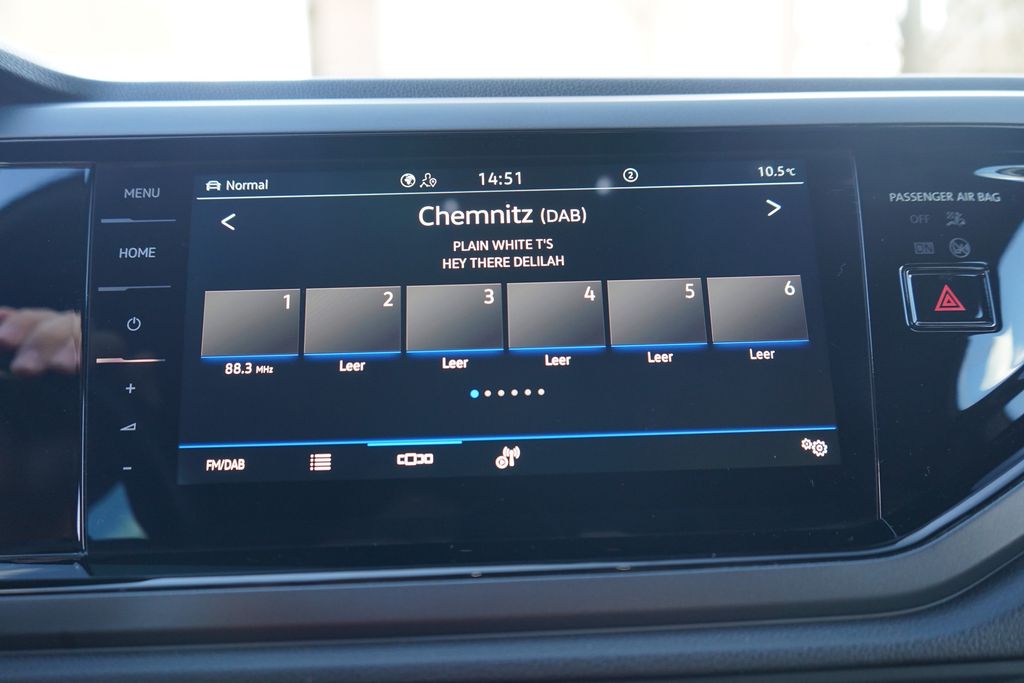 MENU
HOME
+
-
Normal
14:51
2
10.5°C
<
Chemnitz (DAB)
>
PLAIN WHITE T'S
HEY THERE DELILAH
1
2
3
4
5
6
88.3 MHz
Leer
Leer
Leer
Leer
Leer
FM/DAB
PASSENGER AIR BAG
OFF
ON